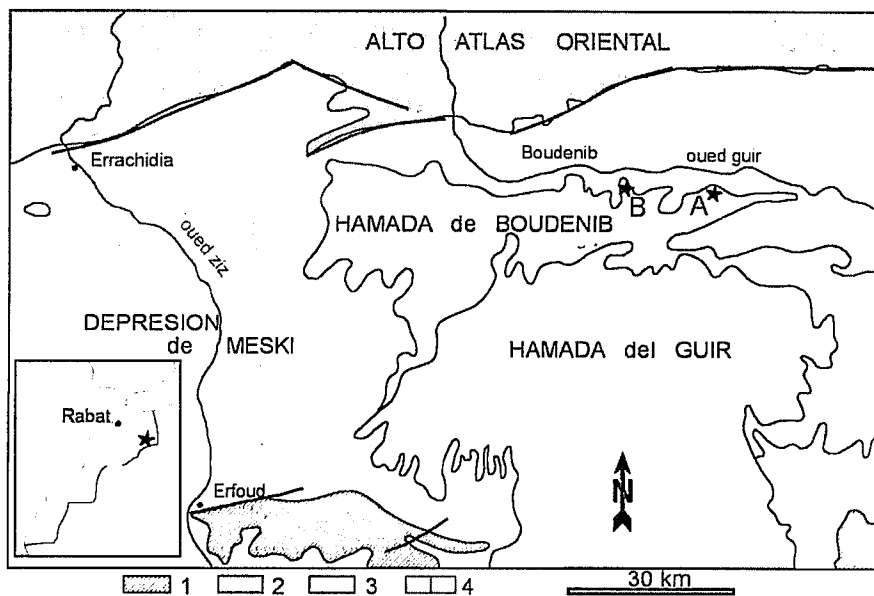 ALTO ATLAS ORIENTAL
Errachidia
Boudenib
oued guir
B
A
HAMADA de BOUDENIB
oued ziz
DEPRESION
de MESKI
HAMADA del GUIR
Rabat
N
Erfoud
1 2 3 4
30 km